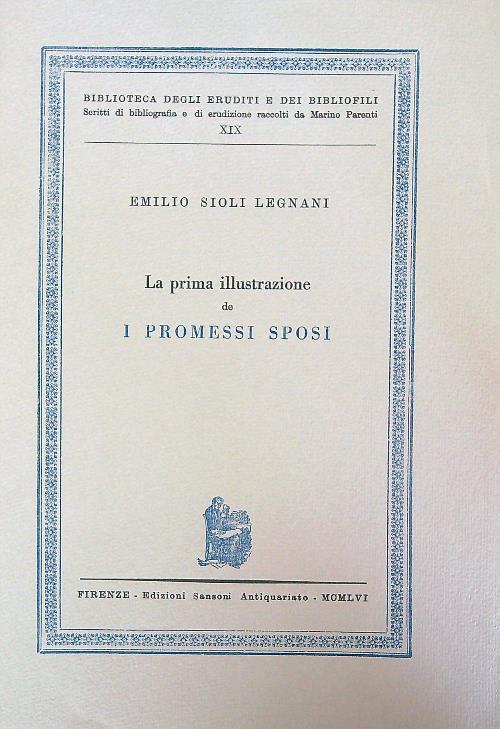 BIBLIOTECA DEGLI ERUDITI E DEI BIBLIOFILI
Scritti di bibliografia e di erudizione raccolti da Marino Parenti
XIX
EMILIO SIOLI LEGNANI
La prima illustrazione
de
I PROMESSI SPOSI
FIRENZE - Edizioni Sansoni Antiquariato - MCMLVI